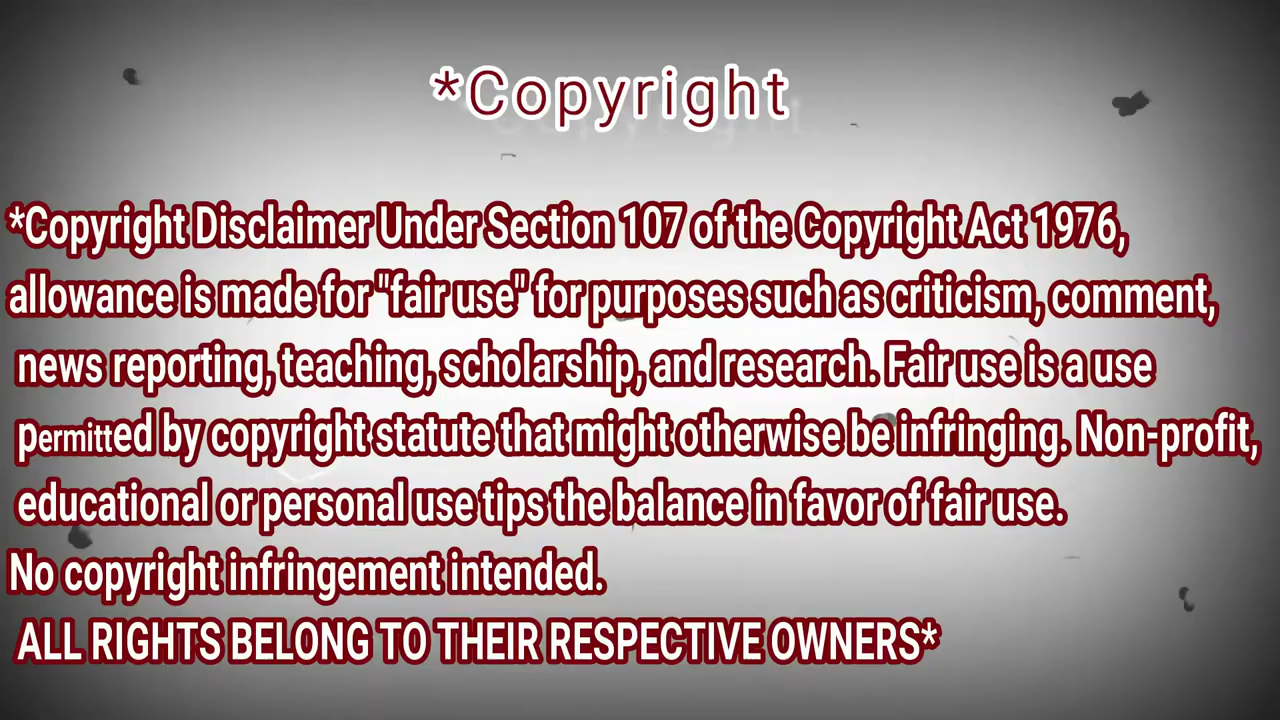 *Copyright
*Copyright Disclaimer Under Section 107 of the Copyright Act 1976,
allowance is made for "fair use" for purposes such as criticism, comment,
news reporting, teaching, scholarship, and research. Fair use is a use
permitted by copyright statute that might otherwise be infringing. Non-profit,
educational or personal use tips the balance in favor of fair use.
No copyright infringement intended.
ALL RIGHTS BELONG TO THEIR RESPECTIVE OWNERS*